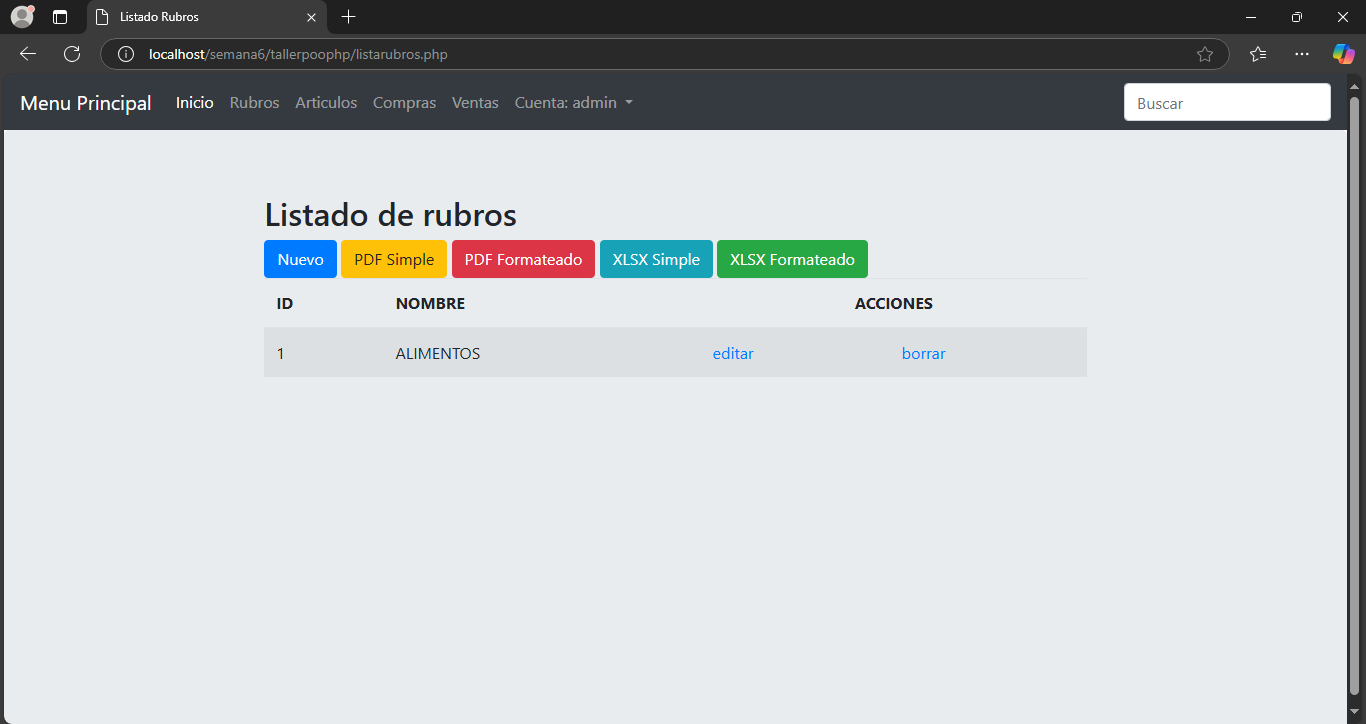 Listado Rubros
localhost/semana6/tallerpoophp/listarubros.php
Menu Principal Inicio Rubros Articulos Compras Ventas Cuenta: admin Buscar
Listado de rubros
Nuevo PDF Simple PDF Formateado XLSX Simple XLSX Formateado
ID NOMBRE ACCIONES
1 ALIMENTOS editar borrar